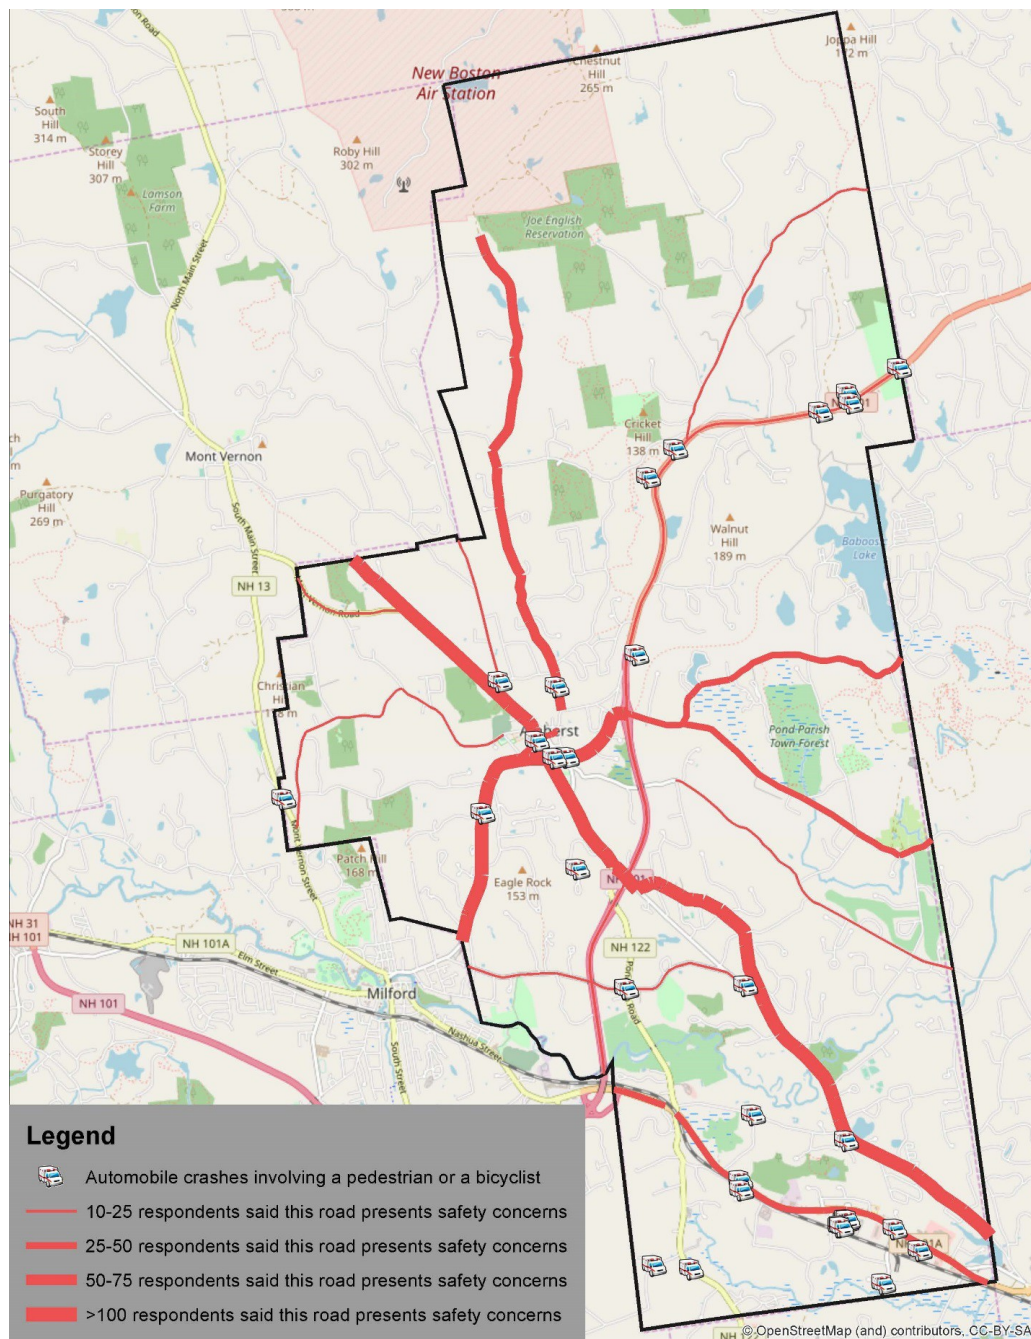 New Boston
Air Station
Joppa Hill
172 m
Chestnut
Hill
265 m
South
Hill
314 m
Storey
Hill
307 m
Roby Hill
302 m
Lamson
Farm
Joe English
Reservation
North Main Street
Cricket
Hill
138 m
Mont Vernon
Purgatory
Hill
269 m
Walnut
Hill
189 m
Baboosic
Lake
South Main Street
NH 13
Vernon Road
Christian
Amherst
Pond Parish
Town Forest
Mont Vernon Street
Patch Hill
168 m
Eagle Rock
153 m
NH 31
NH 101
NH 101A
Elm Street
NH 122
Road
Milford
NH 101
Nashua Street
South Street
Legend
Automobile crashes involving a pedestrian or a bicyclist
10-25 respondents said this road presents safety concerns
25-50 respondents said this road presents safety concerns
50-75 respondents said this road presents safety concerns
>100 respondents said this road presents safety concerns
© OpenStreetMap (and) contributors, CC-BY-SA